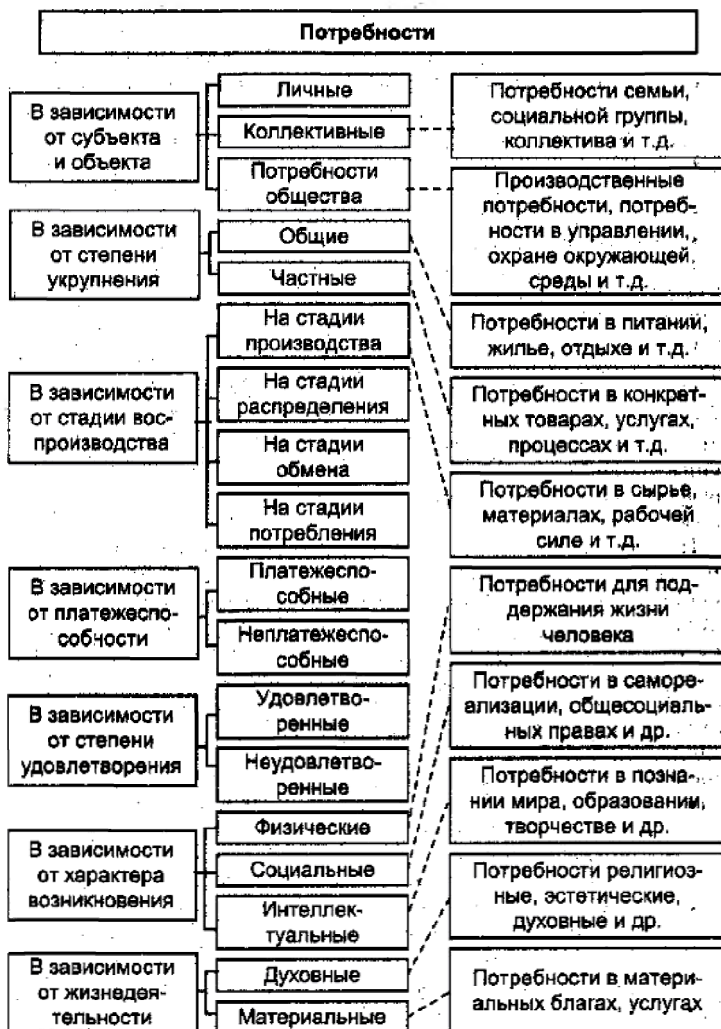 Потребности
В зависимости
от субъекта
и объекта
Личные
Коллективные
Потребности
общества
Потребности семьи,
социальной группы,
коллектива и т.д.
Производственные
потребности, потреб-
ности в управлении,
охране окружающей
среды и т.д.
В зависимости
от степени
укрупнения
Общие
Частные
Потребности в питании,
жилье, отдыхе и т.д.
Потребности в конкрет-
ных товарах, услугах,
процессах и т.д.
В зависимости
от стадии вос-
производства
На стадии
производства
На стадии
распределения
На стадии
обмена
На стадии
потребления
Потребности в сырье,
материалах, рабочей
силе и т.д.
В зависимости
от платежеспо-
собности
Платежеспо-
собные
Неплатежеспо-
собные
В зависимости
от степени
удовлетворения
Удовлетво-
ренные
Неудовлетво-
ренные
В зависимости
от характера
возникновения
Физические
Социальные
Интеллек-
туальные
Потребности для под-
держания жизни
человека
Потребности в саморе-
ализации, общесоциаль-
ных правах и др.
Потребности в позна-
нии мира, образовании,
творчестве и др.
В зависимости
от жизнедея-
тельности
Духовные
Материальные
Потребности религиоз-
ные, эстетические,
духовные и др.
Потребности в матери-
альных благах, услугах